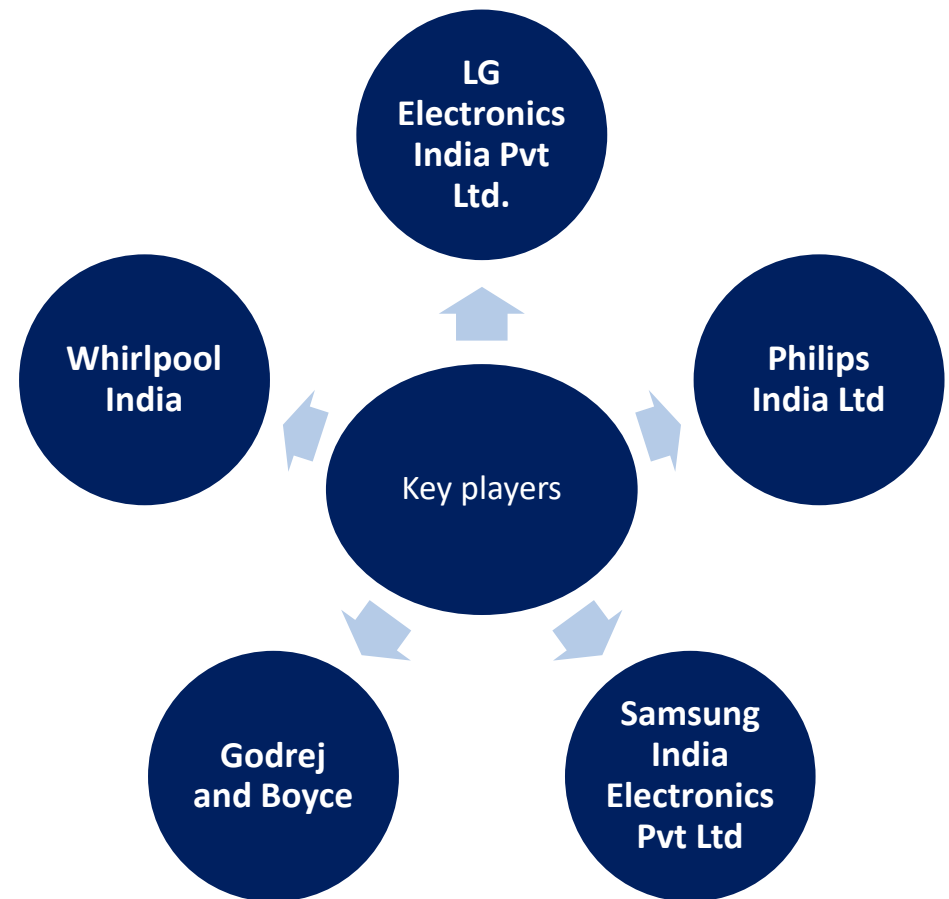 LG
Electronics
India Pvt
Ltd.
Whirlpool
India
Philips
India Ltd
Key players
Godrej
and Boyce
Samsung
India
Electronics
Pvt Ltd